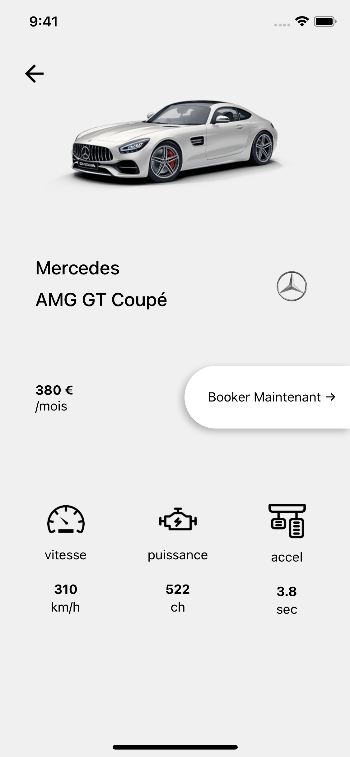 9:41
Mercedes
AMG GT Coupé
380 €
/mois
Booker Maintenant →
vitesse
puissance
accel
310
km/h
522
ch
3.8
sec